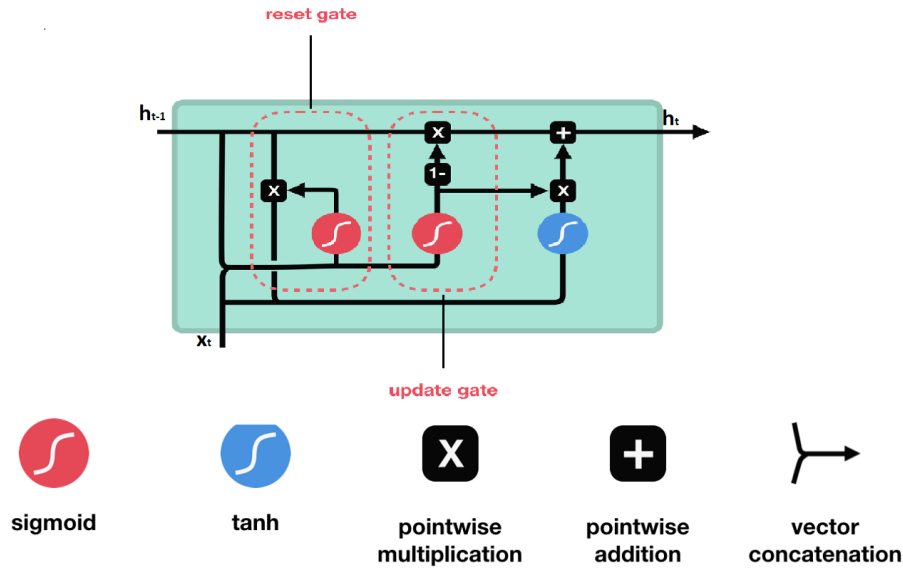 reset gate
hₜ₋₁
hₜ
X
+
1-
X
X
xₜ
update gate
X
+
sigmoid
tanh
pointwise
multiplication
pointwise
addition
vector
concatenation